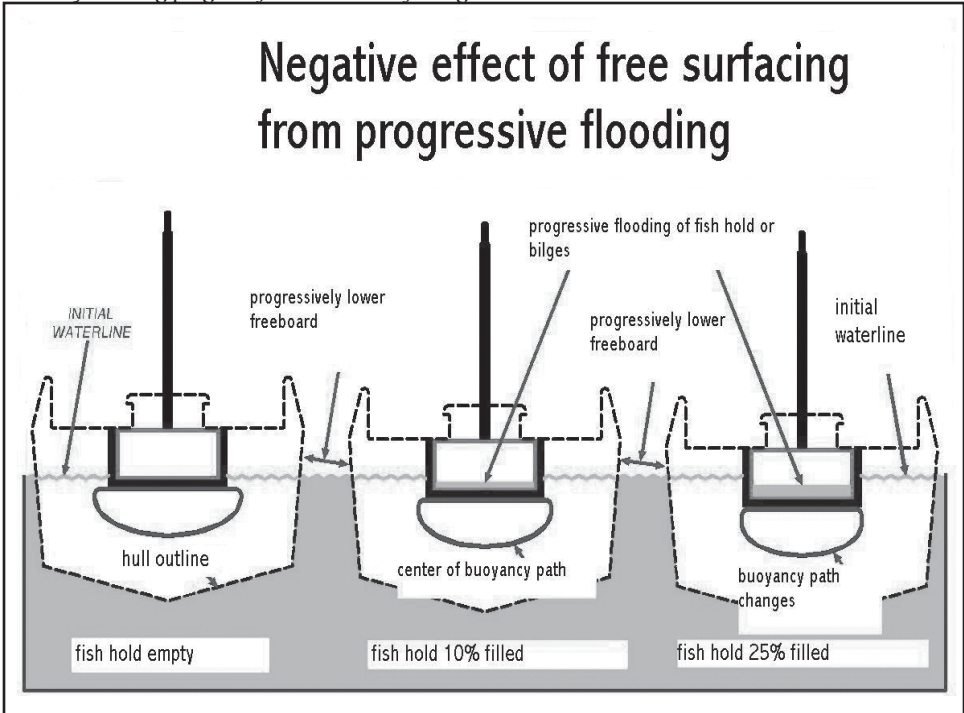 Negative effect of free surfacing
from progressive flooding
progressive flooding of fish hold or
bilges
INITIAL
WATERLINE
progressively lower
freeboard
progressively lower
freeboard
initial
waterline
hull outline
center of buoyancy path
buoyancy path
changes
fish hold empty
fish hold 10% filled
fish hold 25% filled